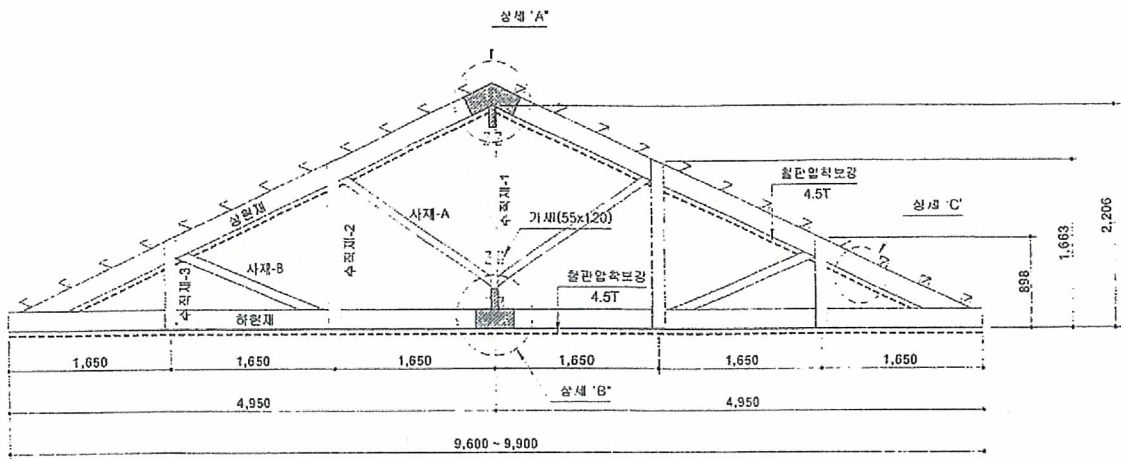 상세 'A'
상현재
사재-A
수직재-1
가새(55x120)
철판압착보강
4.5T
상세 'C'
수직재-2
사재-B
수직재-3
하현재
철판압착보강
4.5T
898
1,663
2,206
1,650
1,650
1,650
1,650
1,650
1,650
상세 'B'
4,950
4,950
9,600 ~ 9,900